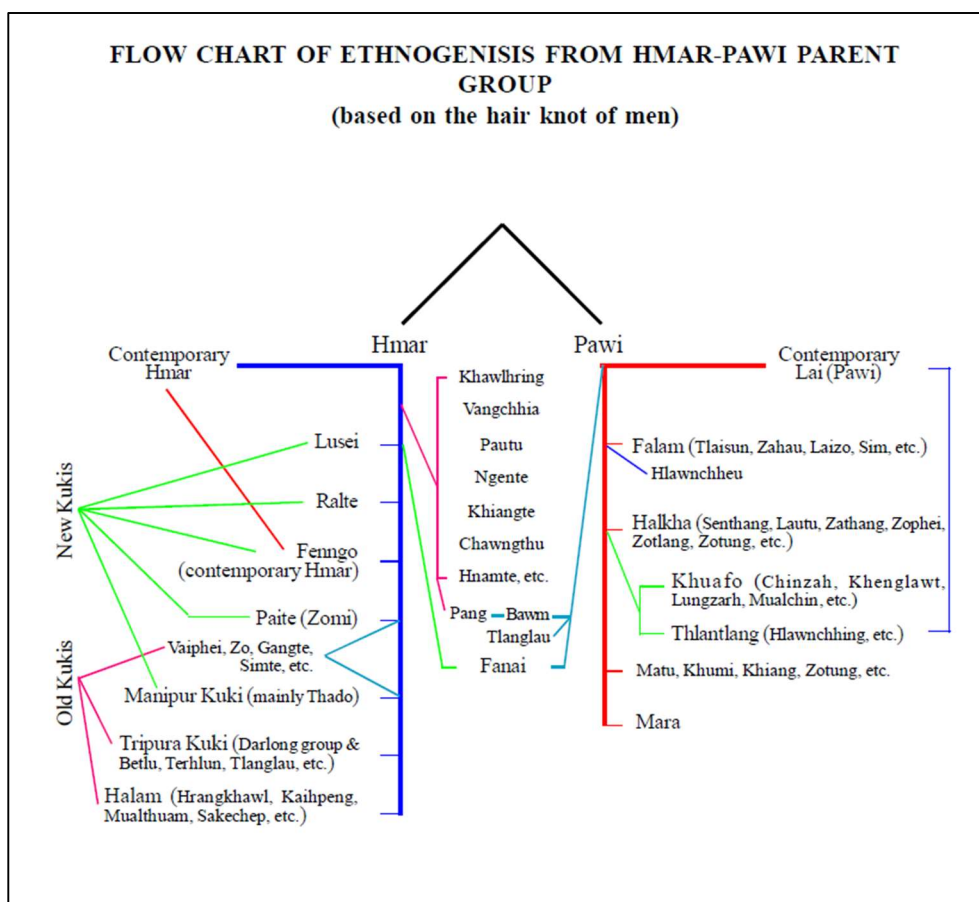 FLOW CHART OF ETHNOGENISIS FROM HMAR-PAWI PARENT
GROUP
(based on the hair knot of men)
Hmar
Pawi
Contemporary
Hmar
Lusei
Ralte
Fenngo
(contemporary Hmar)
Paite (Zomi)
Vaiphei, Zo, Gangte,
Simte, etc.
Manipur Kuki (mainly Thado)
Tripura Kuki (Darlong group &
Betlu, Terhlun, Tlanglau, etc.)
Halam (Hrangkhawl, Kaihpeng,
Mualthuam, Sakechep, etc.)
New Kukis
Old Kukis
Khawlhring
Vangchhia
Pautu
Ngente
Khiangte
Chawngthu
Hnamte, etc.
Pang
Bawm
Tlanglau
Fanai
Contemporary
Lai (Pawi)
Falam (Tlaisun, Zahau, Laizo, Sim, etc.)
Hlawnchheu
Halkha (Senthang, Lautu, Zathang, Zophei,
Zotlang, Zotung, etc.)
Khuafo (Chinzah, Khenglawt,
Lungzarh, Mualchin, etc.)
Thlantlang (Hlawnchhing, etc.)
Matu, Khumi, Khiang, Zotung, etc.
Mara